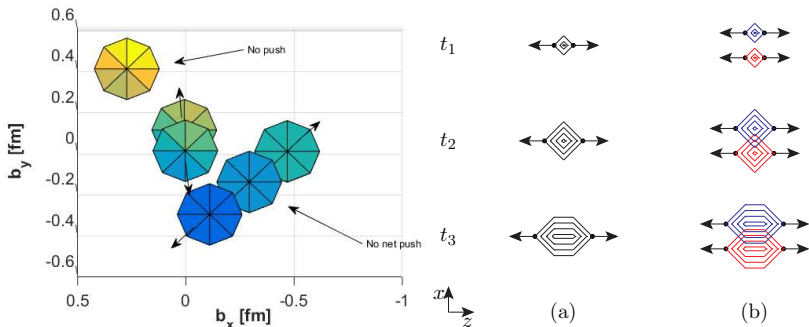 0.6
0.4
0.2
0
-0.2
-0.4
-0.6
b_y [fm]
0.5
0
-0.5
-1
b_x [fm]
No push
No net push
t_1
t_2
t_3
x
z
(a)
(b)